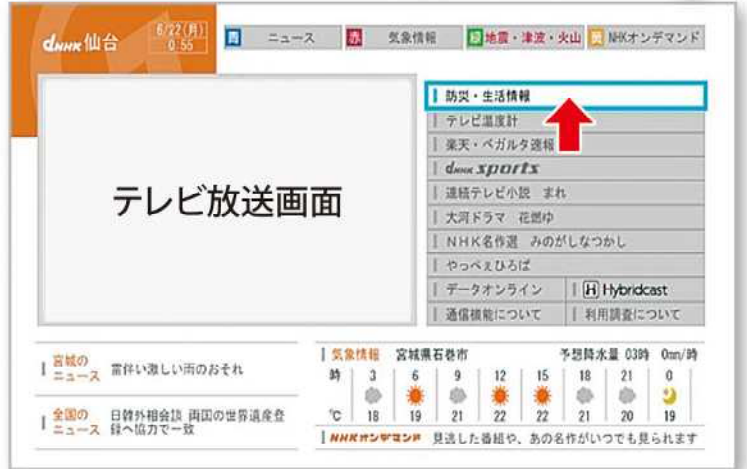 dNHK 仙台
6/22(月)
0:55
青 ニュース
赤 気象情報
緑 地震・津波・火山
黄 NHKオンデマンド
テレビ放送画面
防災・生活情報
テレビ温度計
楽天・ベガルタ速報
dNHK sports
連続テレビ小説 まれ
大河ドラマ 花燃ゆ
NHK名作選 みのがしなつかし
やっぺぇひろば
データオンライン
H Hybridcast
通信機能について
利用調査について
宮城のニュース 雷伴い激しい雨のおそれ
全国のニュース 日韓外相会談 両国の世界遺産登
録へ協力で一致
気象情報 宮城県石巻市 予想降水量 03時 0mm/時
時 3 6 9 12 15 18 21 0
℃ 18 19 21 22 22 21 20 19
NHKオンデマンド 見逃した番組や、あの名作がいつでも見られます